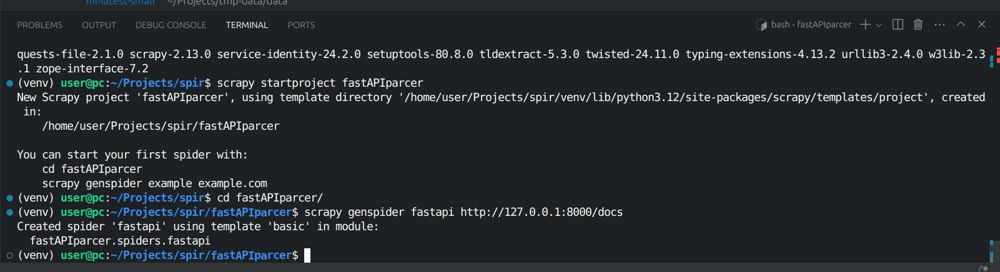 ml-latest-small ~/Projects/tmp-data/data
PROBLEMS OUTPUT DEBUG CONSOLE TERMINAL PORTS bash - fastAPIparcer
quests-file-2.1.0 scrapy-2.13.0 service-identity-24.2.0 setuptools-80.8.0 tldextract-5.3.0 twisted-24.11.0 typing-extensions-4.13.2 urllib3-2.4.0 w3lib-2.3
.1 zope-interface-7.2
(venv) user@pc:~/Projects/spir$ scrapy startproject fastAPIparcer
New Scrapy project 'fastAPIparcer', using template directory '/home/user/Projects/spir/venv/lib/python3.12/site-packages/scrapy/templates/project', created
in:
/home/user/Projects/spir/fastAPIparcer
You can start your first spider with:
cd fastAPIparcer
scrapy genspider example example.com
(venv) user@pc:~/Projects/spir$ cd fastAPIparcer/
(venv) user@pc:~/Projects/spir/fastAPIparcer$ scrapy genspider fastapi http://127.0.0.1:8000/docs
Created spider 'fastapi' using template 'basic' in module:
fastAPIparcer.spiders.fastapi
(venv) user@pc:~/Projects/spir/fastAPIparcer$